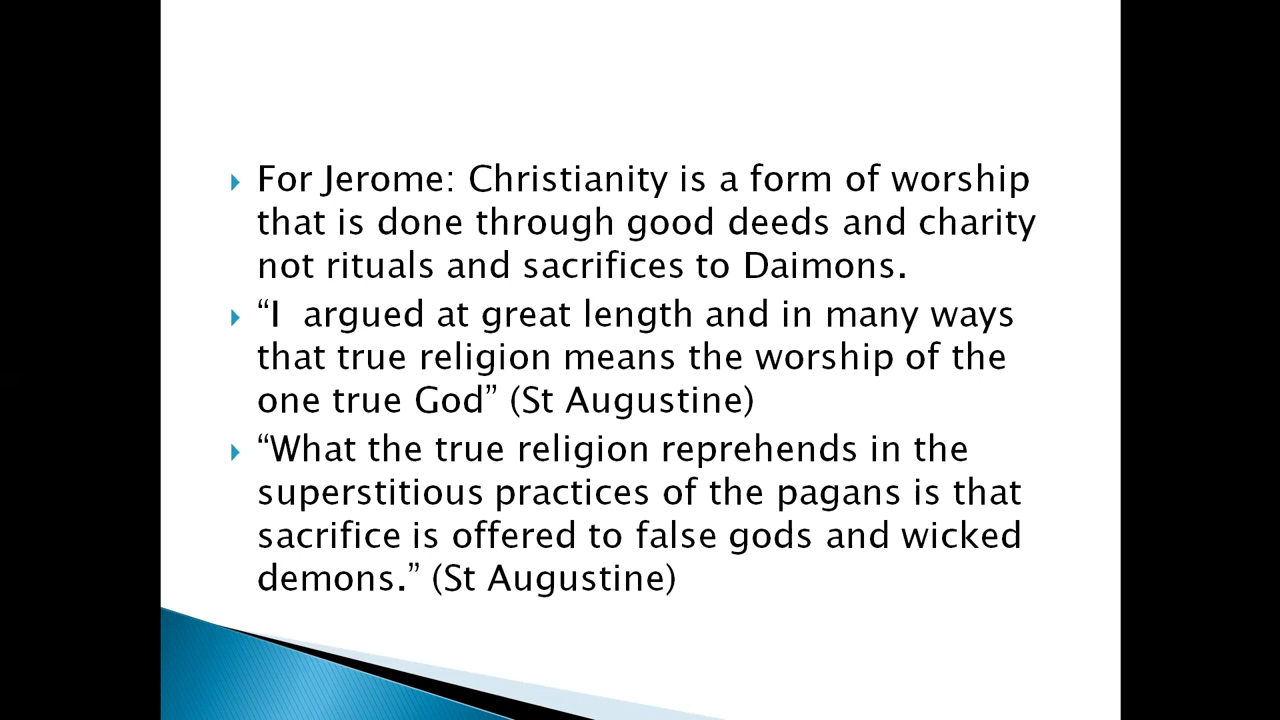 For Jerome: Christianity is a form of worship
that is done through good deeds and charity
not rituals and sacrifices to Daimons.
“I  argued at great length and in many ways
that true religion means the worship of the
one true God” (St Augustine)
“What the true religion reprehends in the
superstitious practices of the pagans is that
sacrifice is offered to false gods and wicked
demons.” (St Augustine)